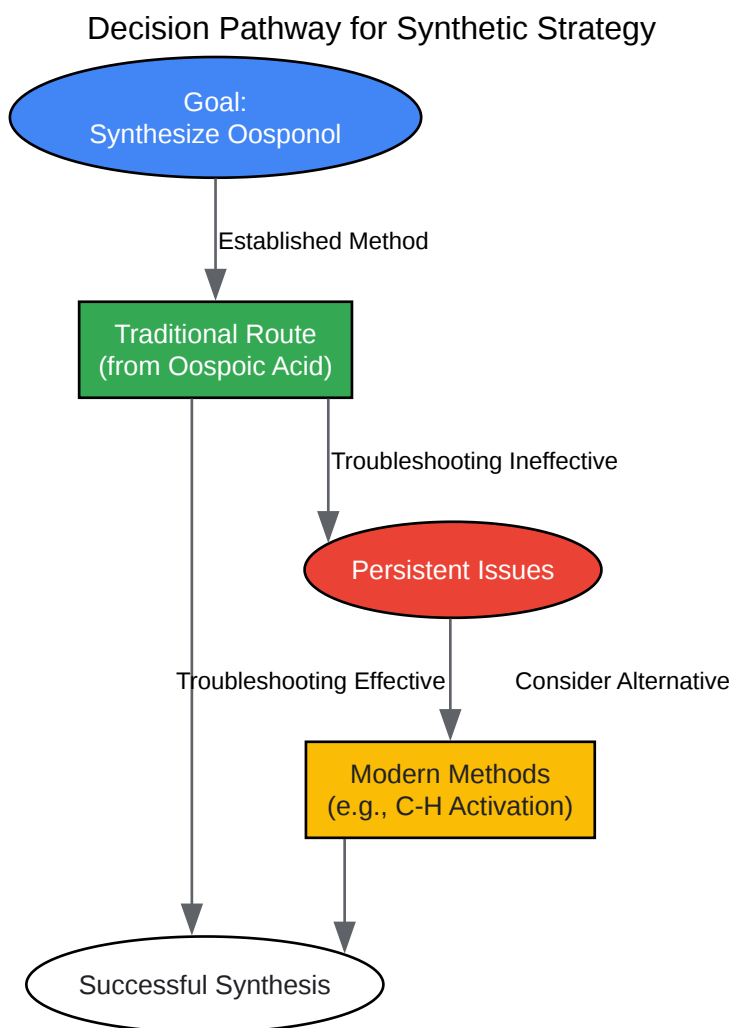 Decision Pathway for Synthetic Strategy
Goal:
Synthesize Oosponol
Established Method
Traditional Route
(from Oospoic Acid)
Troubleshooting Ineffective
Persistent Issues
Troubleshooting Effective
Consider Alternative
Modern Methods
(e.g., C-H Activation)
Successful Synthesis